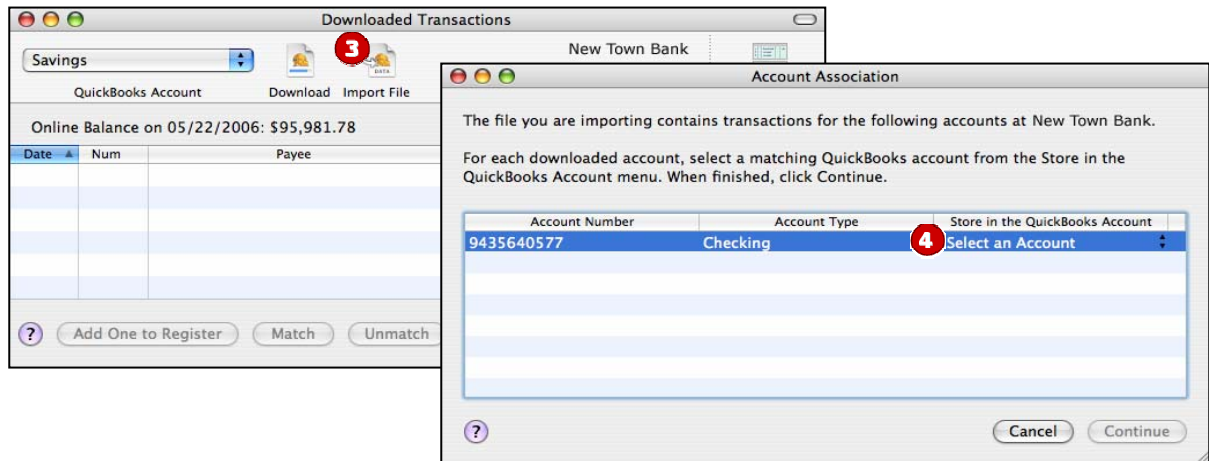 Downloaded Transactions
Savings
3
DATA
New Town Bank
QuickBooks Account
Download
Import File
Online Balance on 05/22/2006: $95,981.78
Date
Num
Payee
?
Add One to Register
Match
Unmatch
Account Association
The file you are importing contains transactions for the following accounts at New Town Bank.
For each downloaded account, select a matching QuickBooks account from the Store in the
QuickBooks Account menu. When finished, click Continue.
Account Number
Account Type
Store in the QuickBooks Account
9435640577
Checking
4
Select an Account
?
Cancel
Continue